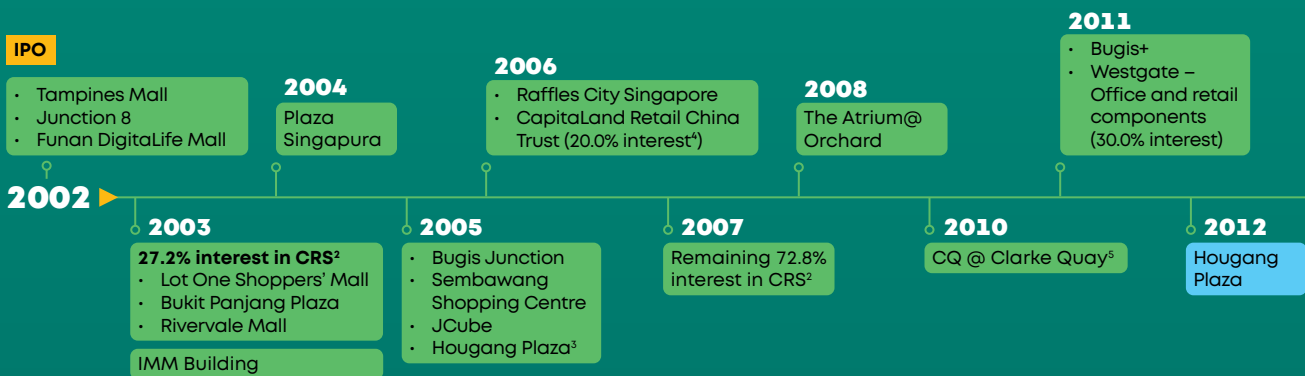 IPO
• Tampines Mall
• Junction 8
• Funan DigitaLife Mall
2002
2003
27.2% interest in CRS²
• Lot One Shoppers’ Mall
• Bukit Panjang Plaza
• Rivervale Mall
IMM Building
2004
Plaza
Singapura
2005
• Bugis Junction
• Sembawang
Shopping Centre
• JCube
• Hougang Plaza³
2006
• Raffles City Singapore
• CapitaLand Retail China
Trust (20.0% interest⁴)
2007
Remaining 72.8%
interest in CRS²
2008
The Atrium@
Orchard
2010
CQ @ Clarke Quay⁵
2011
• Bugis+
• Westgate –
Office and retail
components
(30.0% interest)
2012
Hougang
Plaza